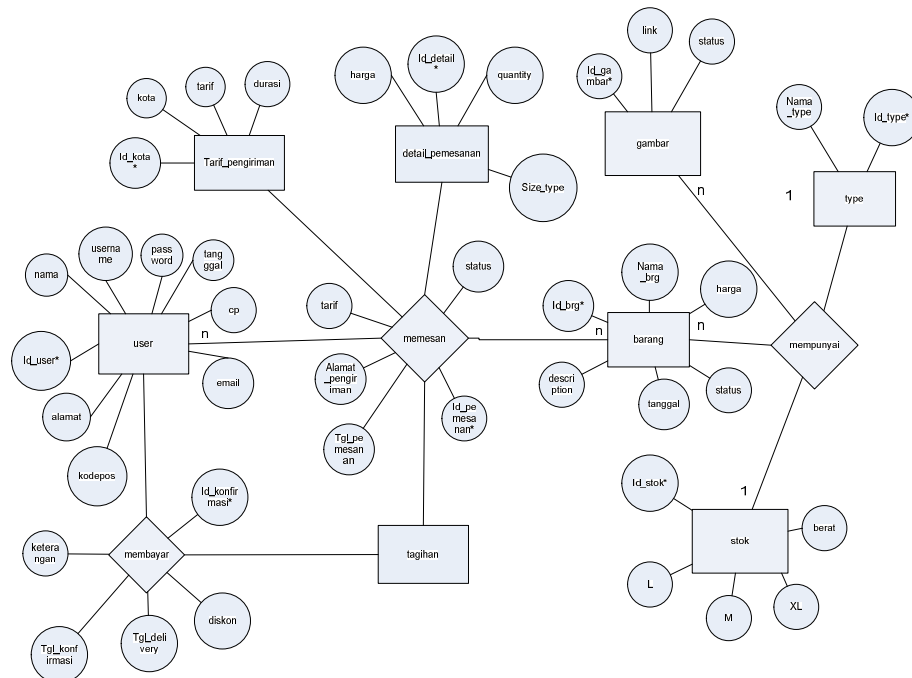 link
status
Id_ga
mbar*
gambar
Id_detail
*
harga
quantity
detail_pemesanan
Size_type
kota
tarif
durasi
Id_kota
*
Tarif_pengiriman
Nama
_type
Id_type*
type
n
1
userna
me
pass
word
tang
ggal
nama
cp
n
user
Id_user*
email
alamat
kodepos
status
tarif
memesan
Alamat
_pengir
iman
Id_pe
mesa
nan*
Tgl_pe
mesan
an
Nama
_brg
harga
Id_brg*
n
barang
n
descri
ption
tanggal
status
mempunyai
Id_konfir
masi*
ketera
ngan
membayar
tagihan
diskon
Tgl_konf
irmasi
Tgl_deli
very
1
Id_stok*
berat
stok
L
M
XL